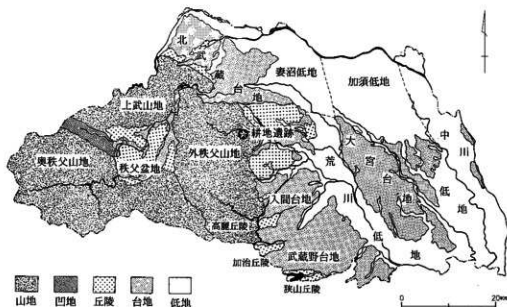 北武蔵台地
妻沼低地
加須低地
中川低地
上武山地
耕地遺跡
大宮台地
奥秩父山地
秩父盆地
外秩父山地
荒川低地
入間台地
高麗丘陵
武蔵野台地
加治丘陵
狭山丘陵
山地
凹地
丘陵
台地
低地
0
20km